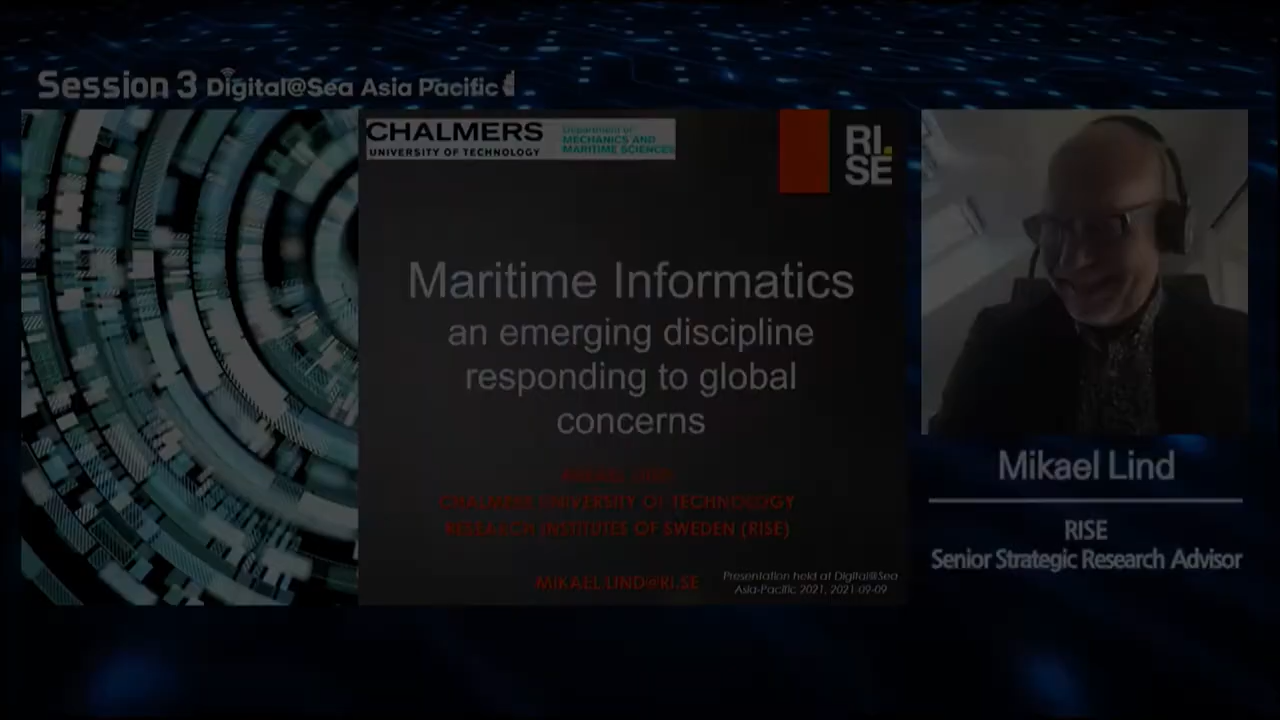 Session 3 Digital@Sea Asia Pacific
CHALMERS
UNIVERSITY OF TECHNOLOGY
Department of
MECHANICS AND
MARITIME SCIENCES
RI.
SE
Maritime Informatics
an emerging discipline
responding to global
concerns
MIKAEL LIND
CHALMERS UNIVERSITY OF TECHNOLOGY
RESEARCH INSTITUTES OF SWEDEN (RISE)
MIKAEL.LIND@RI.SE
Presentation held at Digital@Sea
Asia-Pacific 2021, 2021-09-09
Mikael Lind
RISE
Senior Strategic Research Advisor